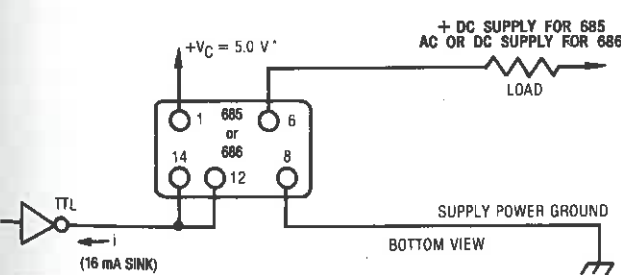 + DC SUPPLY FOR 685
AC OR DC SUPPLY FOR 686
+VC = 5.0 V*
LOAD
1
685
or
686
6
14
12
8
TTL
i
(16 mA SINK)
SUPPLY POWER GROUND
BOTTOM VIEW